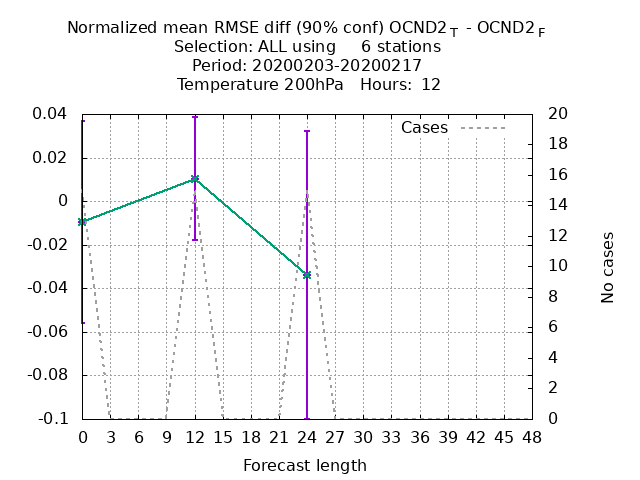 Normalized mean RMSE diff (90% conf) OCND2 T - OCND2 F
Selection: ALL using     6 stations
Period: 20200203-20200217
Temperature 200hPa   Hours:  12
Cases
0.04
0.02
0
-0.02
-0.04
-0.06
-0.08
-0.1
20
18
16
14
12
10
8
6
4
2
0
No cases
0 3 6 9 12 15 18 21 24 27 30 33 36 39 42 45 48
Forecast length